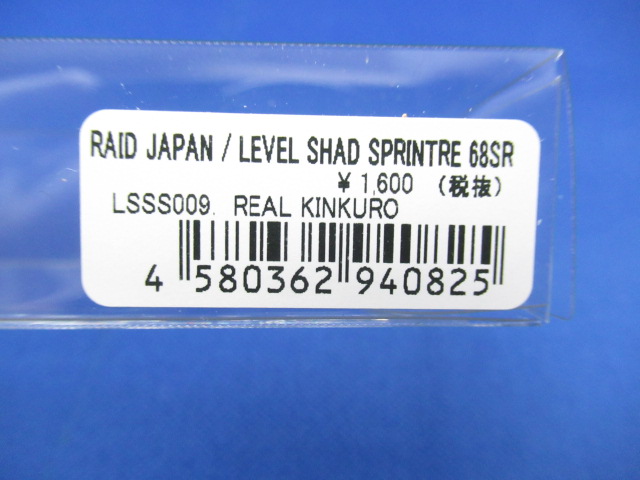 RAID JAPAN / LEVEL SHAD SPRINTRE 68SR
¥ 1,600 (税抜)
LSSS009. REAL KINKURO
4 580362 940825